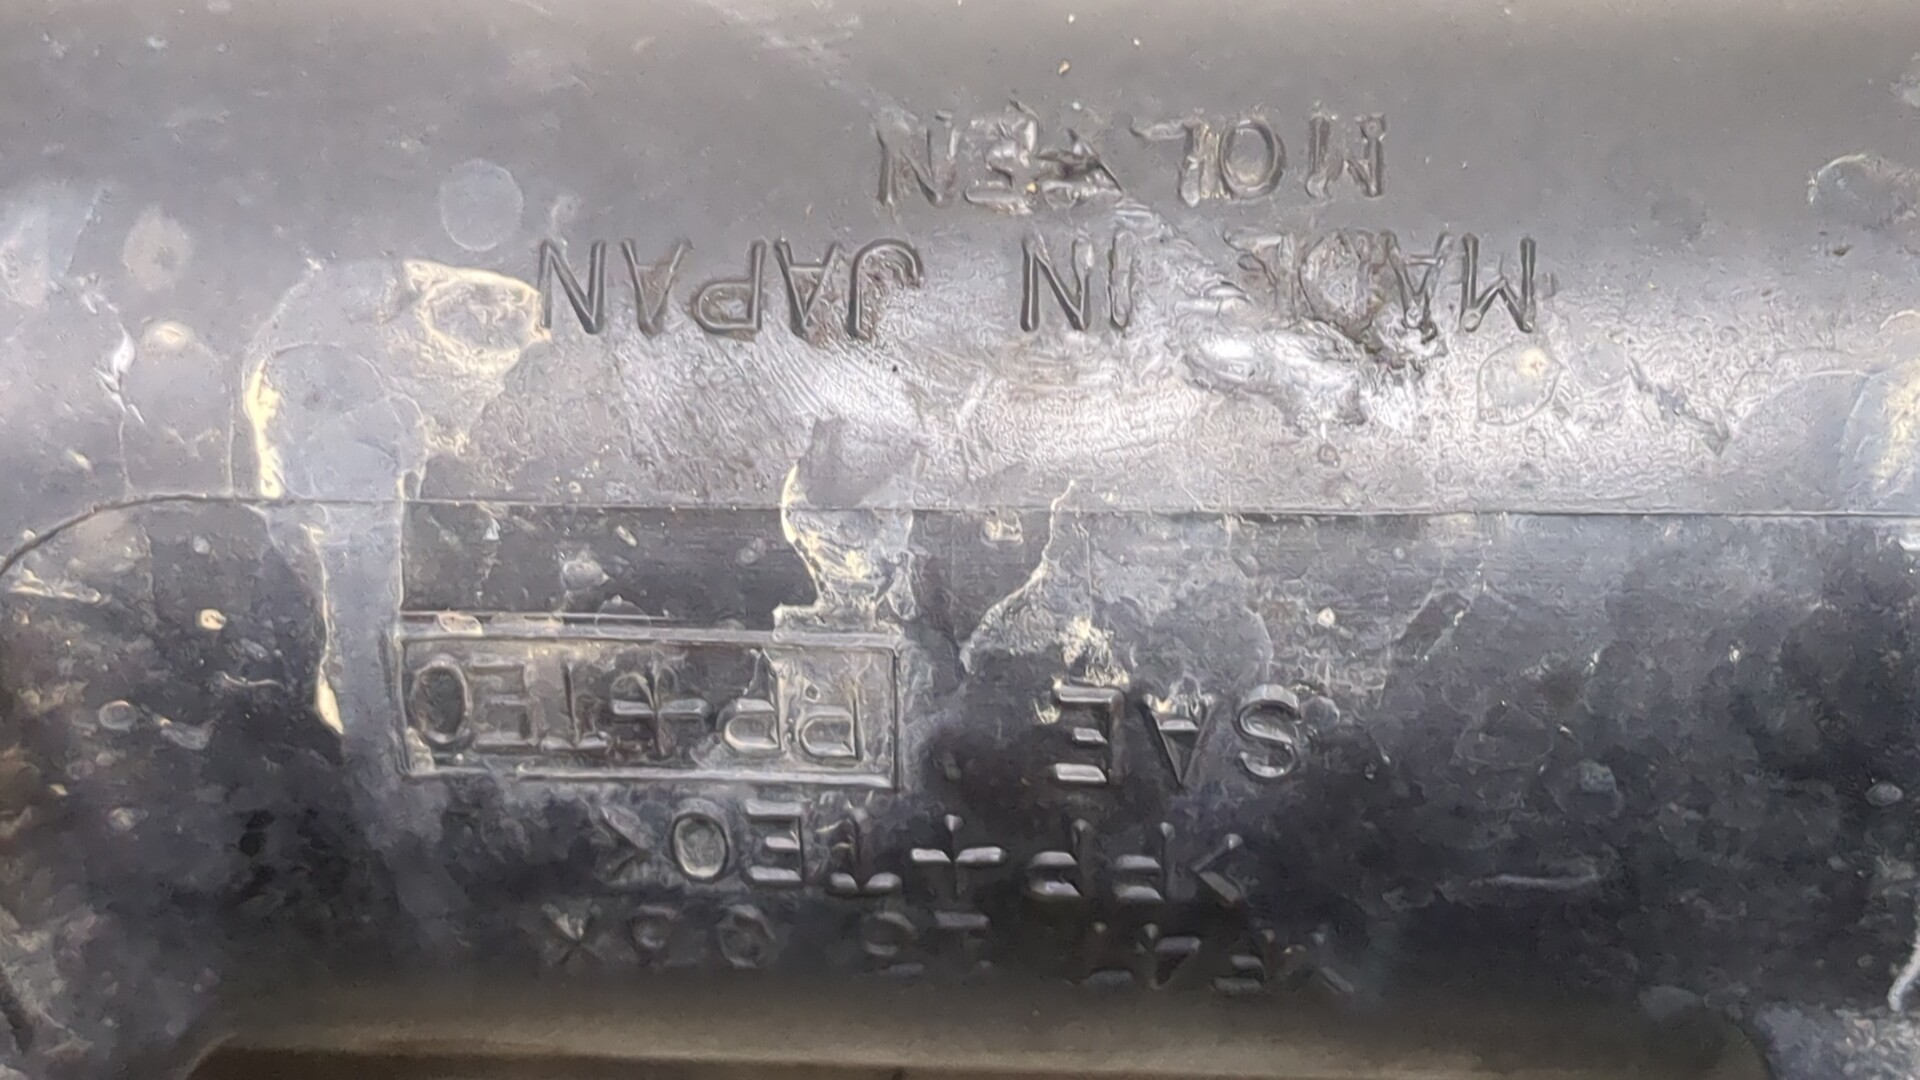 >PP+TEO<
SAE PP+TEO
MADE IN JAPAN
MOLTEN